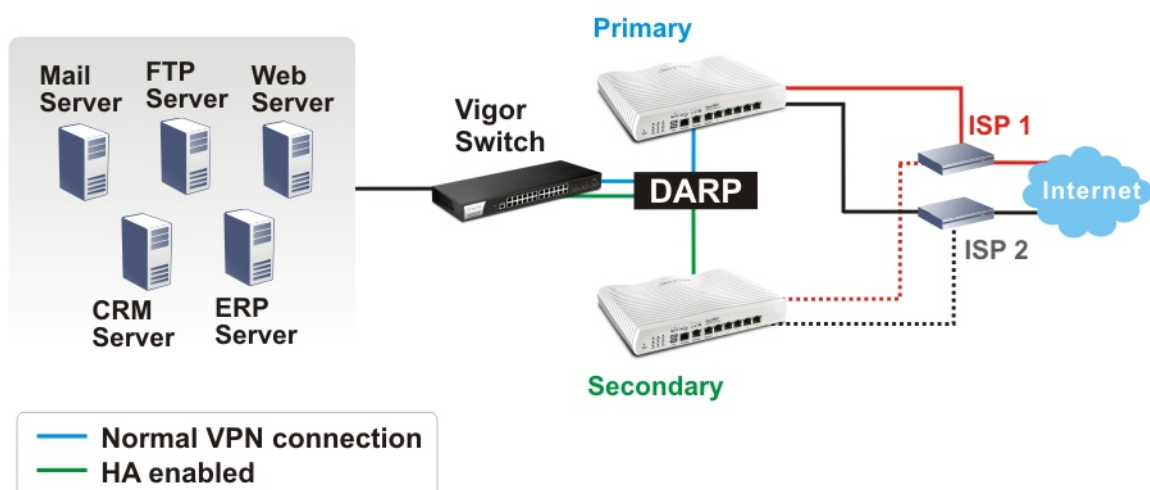 Primary
Mail
Server
FTP
Server
Web
Server
CRM
Server
ERP
Server
Vigor
Switch
DARP
ISP 1
Internet
ISP 2
Secondary
Normal VPN connection
HA enabled